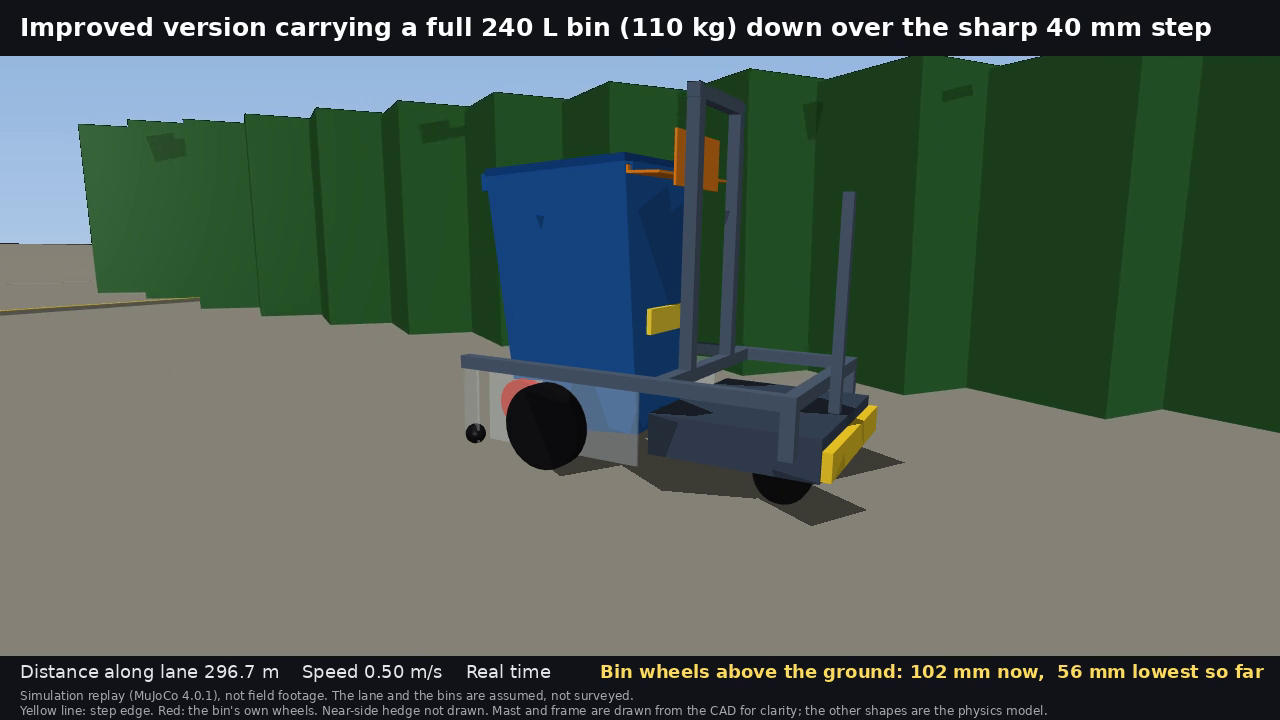 Improved version carrying a full 240 L bin (110 kg) down over the sharp 40 mm step
Distance along lane 296.7 m Speed 0.50 m/s Real time Bin wheels above the ground: 102 mm now, 56 mm lowest so far
Simulation replay (MuJoCo 4.0.1), not field footage. The lane and the bins are assumed, not surveyed.
Yellow line: step edge. Red: the bin's own wheels. Near-side hedge not drawn. Mast and frame are drawn from the CAD for clarity; the other shapes are the physics model.